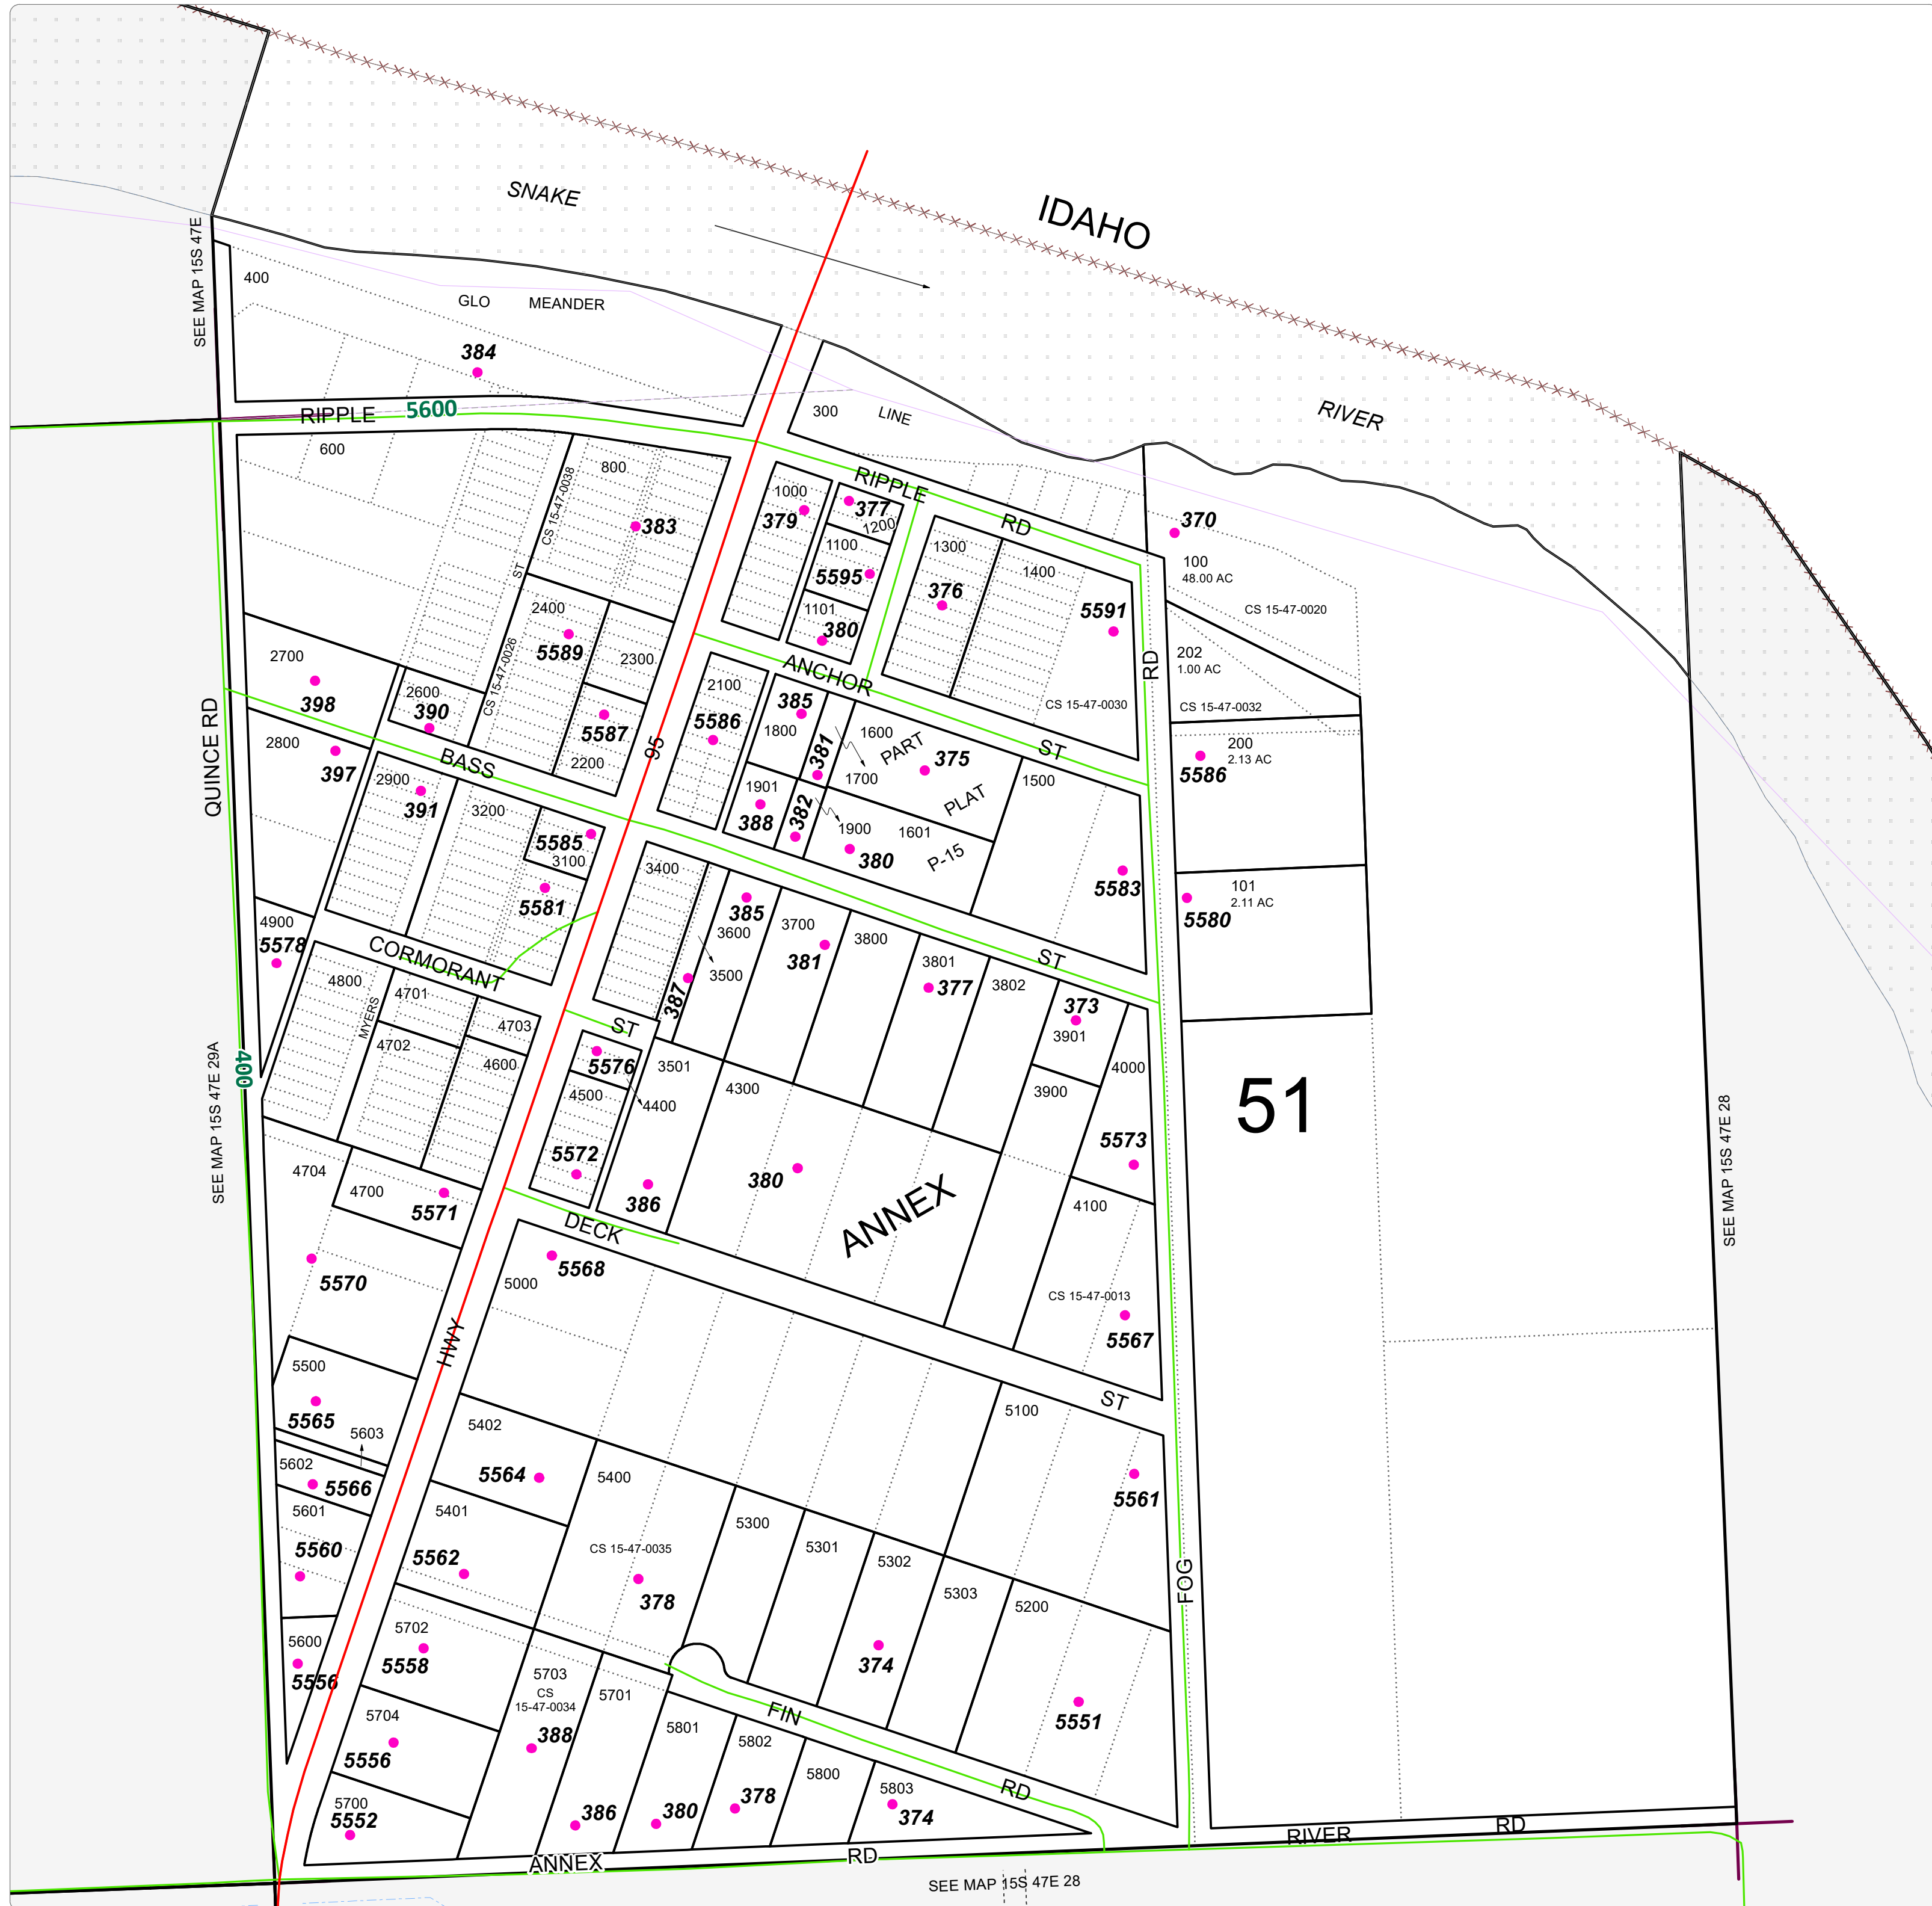 SNAKE
IDAHO
RIVER
SEE MAP 15S 47E
400
GLO MEANDER
LINE
384
300
RIPPLE 5600
600
800
CS 15-47-0038
383
1000
379
RIPPLE
RD
377
1200
1100
5595
1101
380
1300
376
1400
5591
370
100
48.00 AC
CS 15-47-0020
ST
2400
5589
2300
CS 15-47-0026
2700
398
2600
390
5587
2200
ANCHOR
ST
RD
CS 15-47-0030
202
1.00 AC
CS 15-47-0032
QUINCE RD
2800
397
BASS
ST
95
2100
5586
385
1800
381
1700
1600
PART
375
PLAT
1500
200
2.13 AC
5586
2900
391
3200
5585
3100
1901
388
382
1900
1601
380
P-15
5583
101
2.11 AC
5580
5581
3400
385
3600
3500
387
3700
381
3800
3801
377
3802
373
3901
4900
5578
CORMORANT
ST
4800
MYERS
4701
4703
4702
4600
5576
4500
4400
3501
4300
3900
4000
400
SEE MAP 15S 47E 29A
51
SEE MAP 15S 47E 28
5572
386
380
5573
4704
4700
5571
ANNEX
4100
DECK
ST
5570
5568
5000
CS 15-47-0013
5567
HWY
5500
5565
5603
5602
5566
5402
5564
5400
5100
5561
5601
5560
5401
5562
CS 15-47-0035
378
5300
5301
5302
5303
5200
FOG
5600
5556
5702
5558
5703
CS
15-47-0034
388
5701
374
5551
5704
5556
5801
5802
FIN
RD
5800
5803
374
5700
5552
386
380
378
ANNEX
RD
RIVER
RD
SEE MAP 15S 47E 28